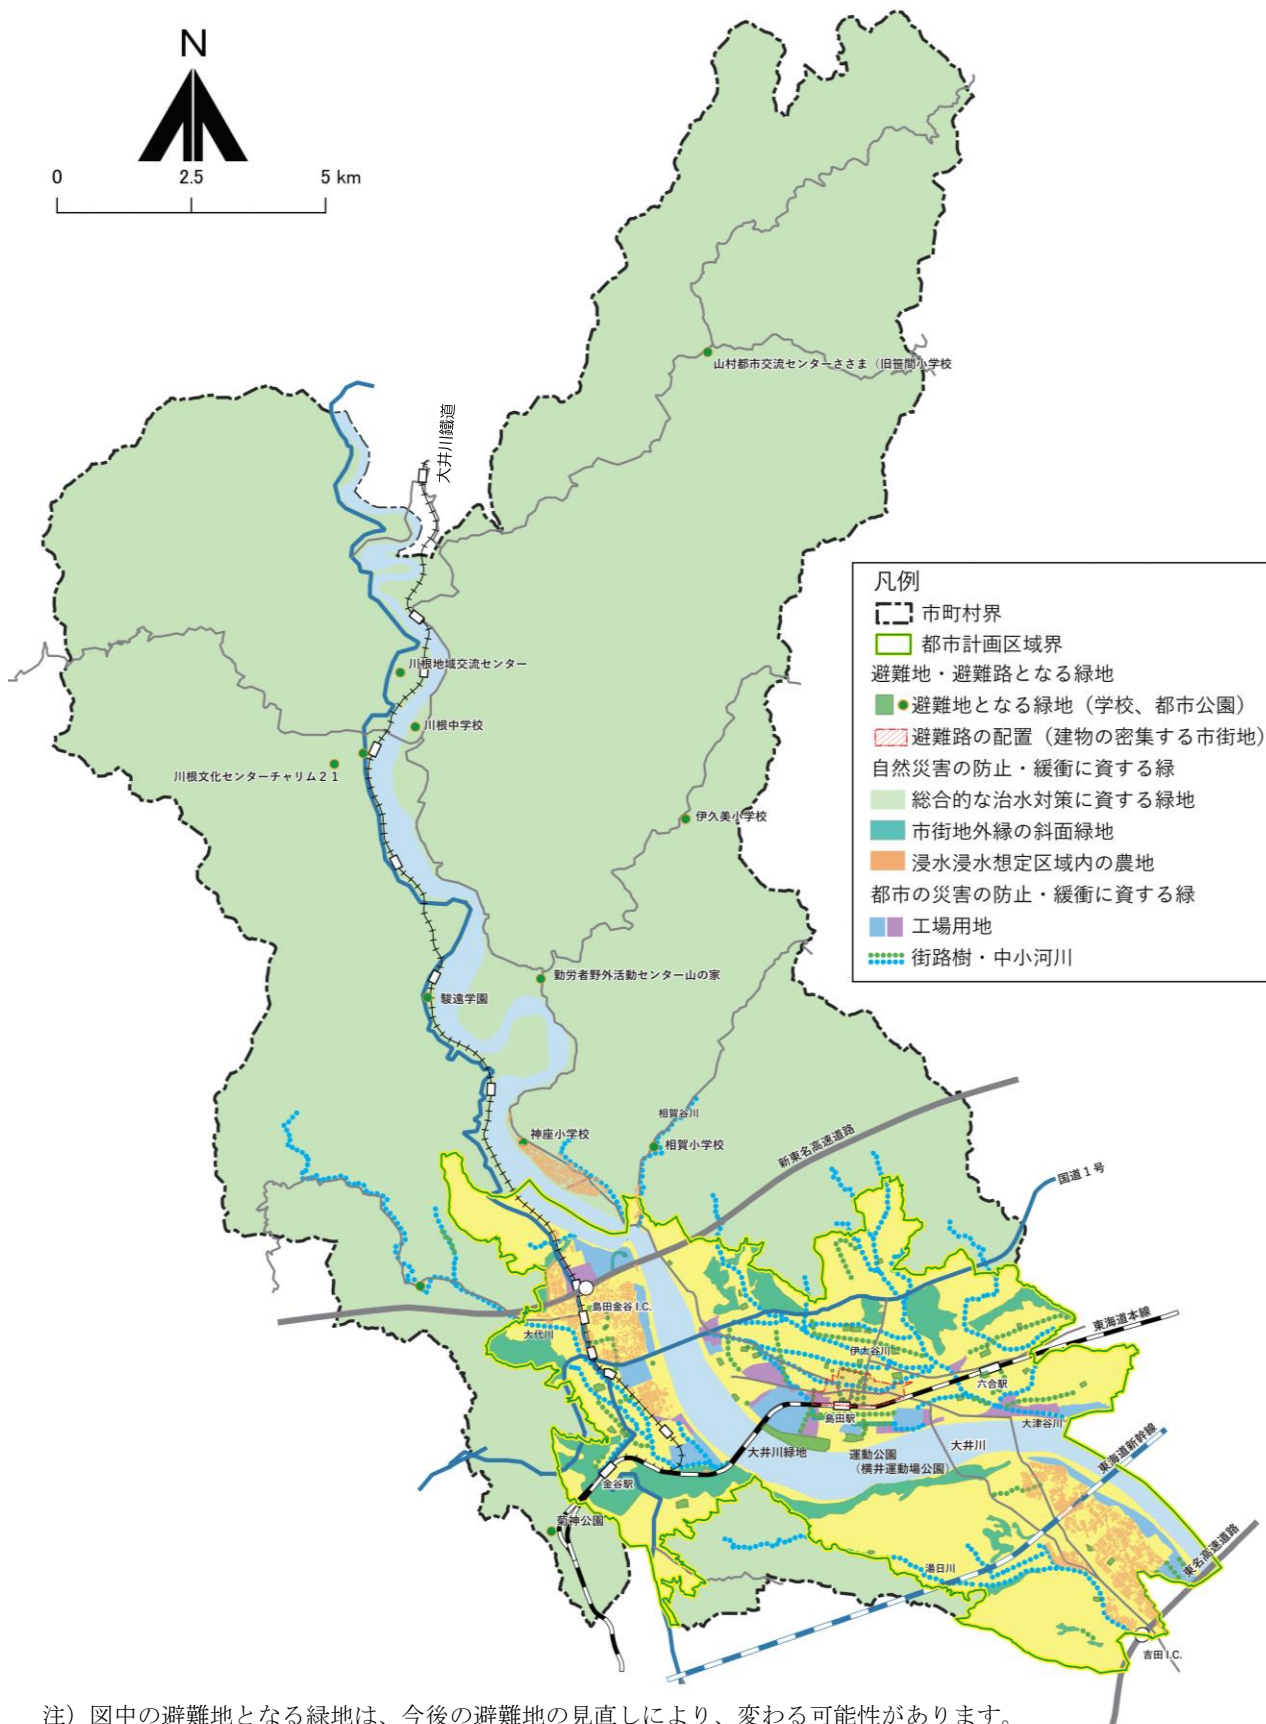 N
0 2.5 5 km
山村都市交流センターささま（旧笹間小学校
大井川鐵道
凡例
市町村界
都市計画区域界
避難地・避難路となる緑地
避難地となる緑地（学校、都市公園）
避難路の配置（建物の密集する市街地）
自然災害の防止・緩衝に資する緑
総合的な治水対策に資する緑地
市街地外縁の斜面緑地
浸水浸水想定区域内の農地
都市の災害の防止・緩衝に資する緑
工場用地
街路樹・中小河川
川根地域交流センター
川根中学校
川根文化センターチャリム２１
伊久美小学校
勤労者野外活動センター山の家
駿遠学園
相賀谷川
神座小学校
相賀小学校
新東名高速道路
国道１号
島田金谷 I.C.
大代川
伊太谷川
東海道本線
六合駅
島田駅
大津谷川
大井川緑地
運動公園
（横井運動場公園）
大井川
東海道新幹線
金谷駅
菊神公園
湯日川
東名高速道路
吉田 I.C.
注）図中の避難地となる緑地は、今後の避難地の見直しにより、変わる可能性があります。